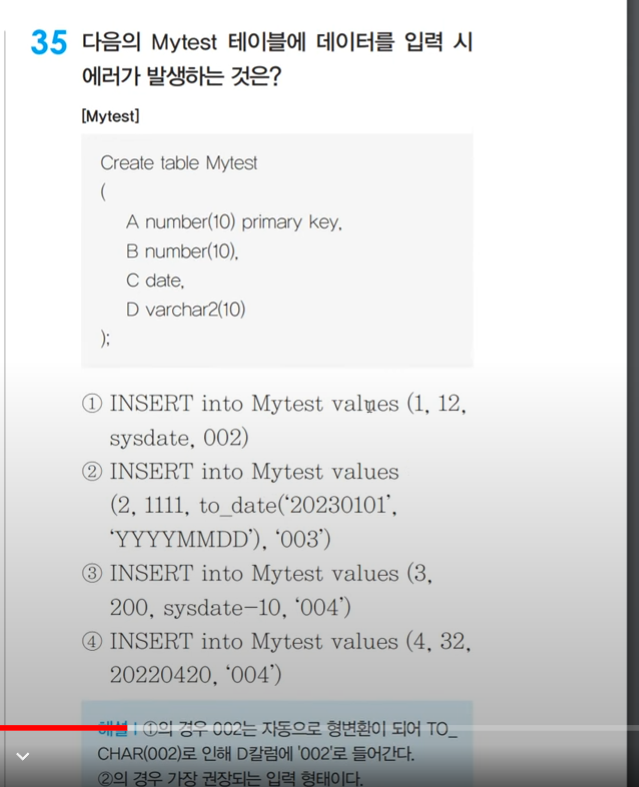 35 다음의 Mytest 테이블에 데이터를 입력 시
에러가 발생하는 것은?
[Mytest]
Create table Mytest
(
A number(10) primary key,
B number(10),
C date,
D varchar2(10)
);
① INSERT into Mytest values (1, 12,
sysdate, 002)
② INSERT into Mytest values
(2, 1111, to_date(‘20230101’,
‘YYYYMMDD’), ‘003’)
③ INSERT into Mytest values (3,
200, sysdate-10, ‘004’)
④ INSERT into Mytest values (4, 32,
20220420, ‘004’)
해설 | ①의 경우 002는 자동으로 형변환이 되어 TO_
CHAR(002)로 인해 D칼럼에 '002'로 들어간다.
②의 경우 가장 권장되는 입력 형태이다.